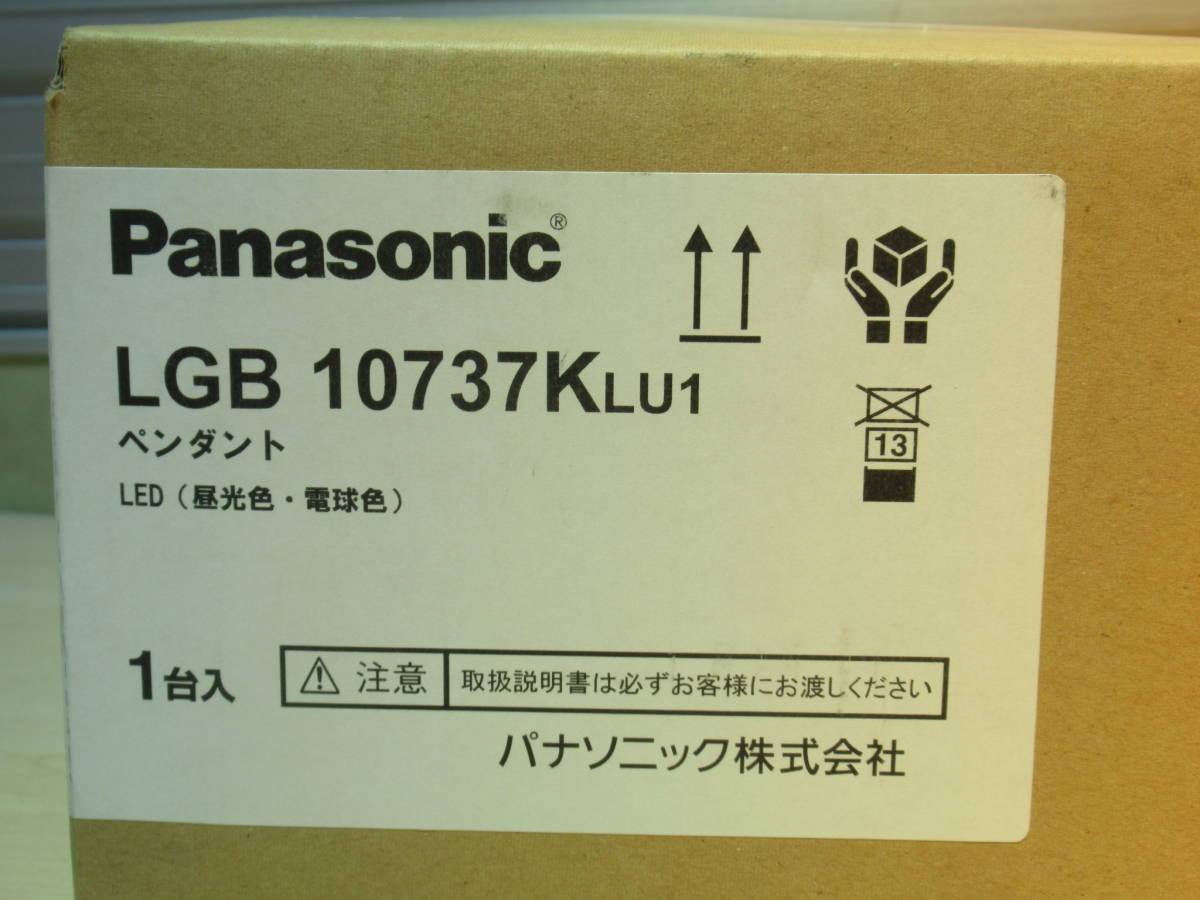 Panasonic®
LGB 10737KLU1
ペンダント
LED（昼光色・電球色）
13
1台入
注意 取扱説明書は必ずお客様にお渡しください
パナソニック株式会社